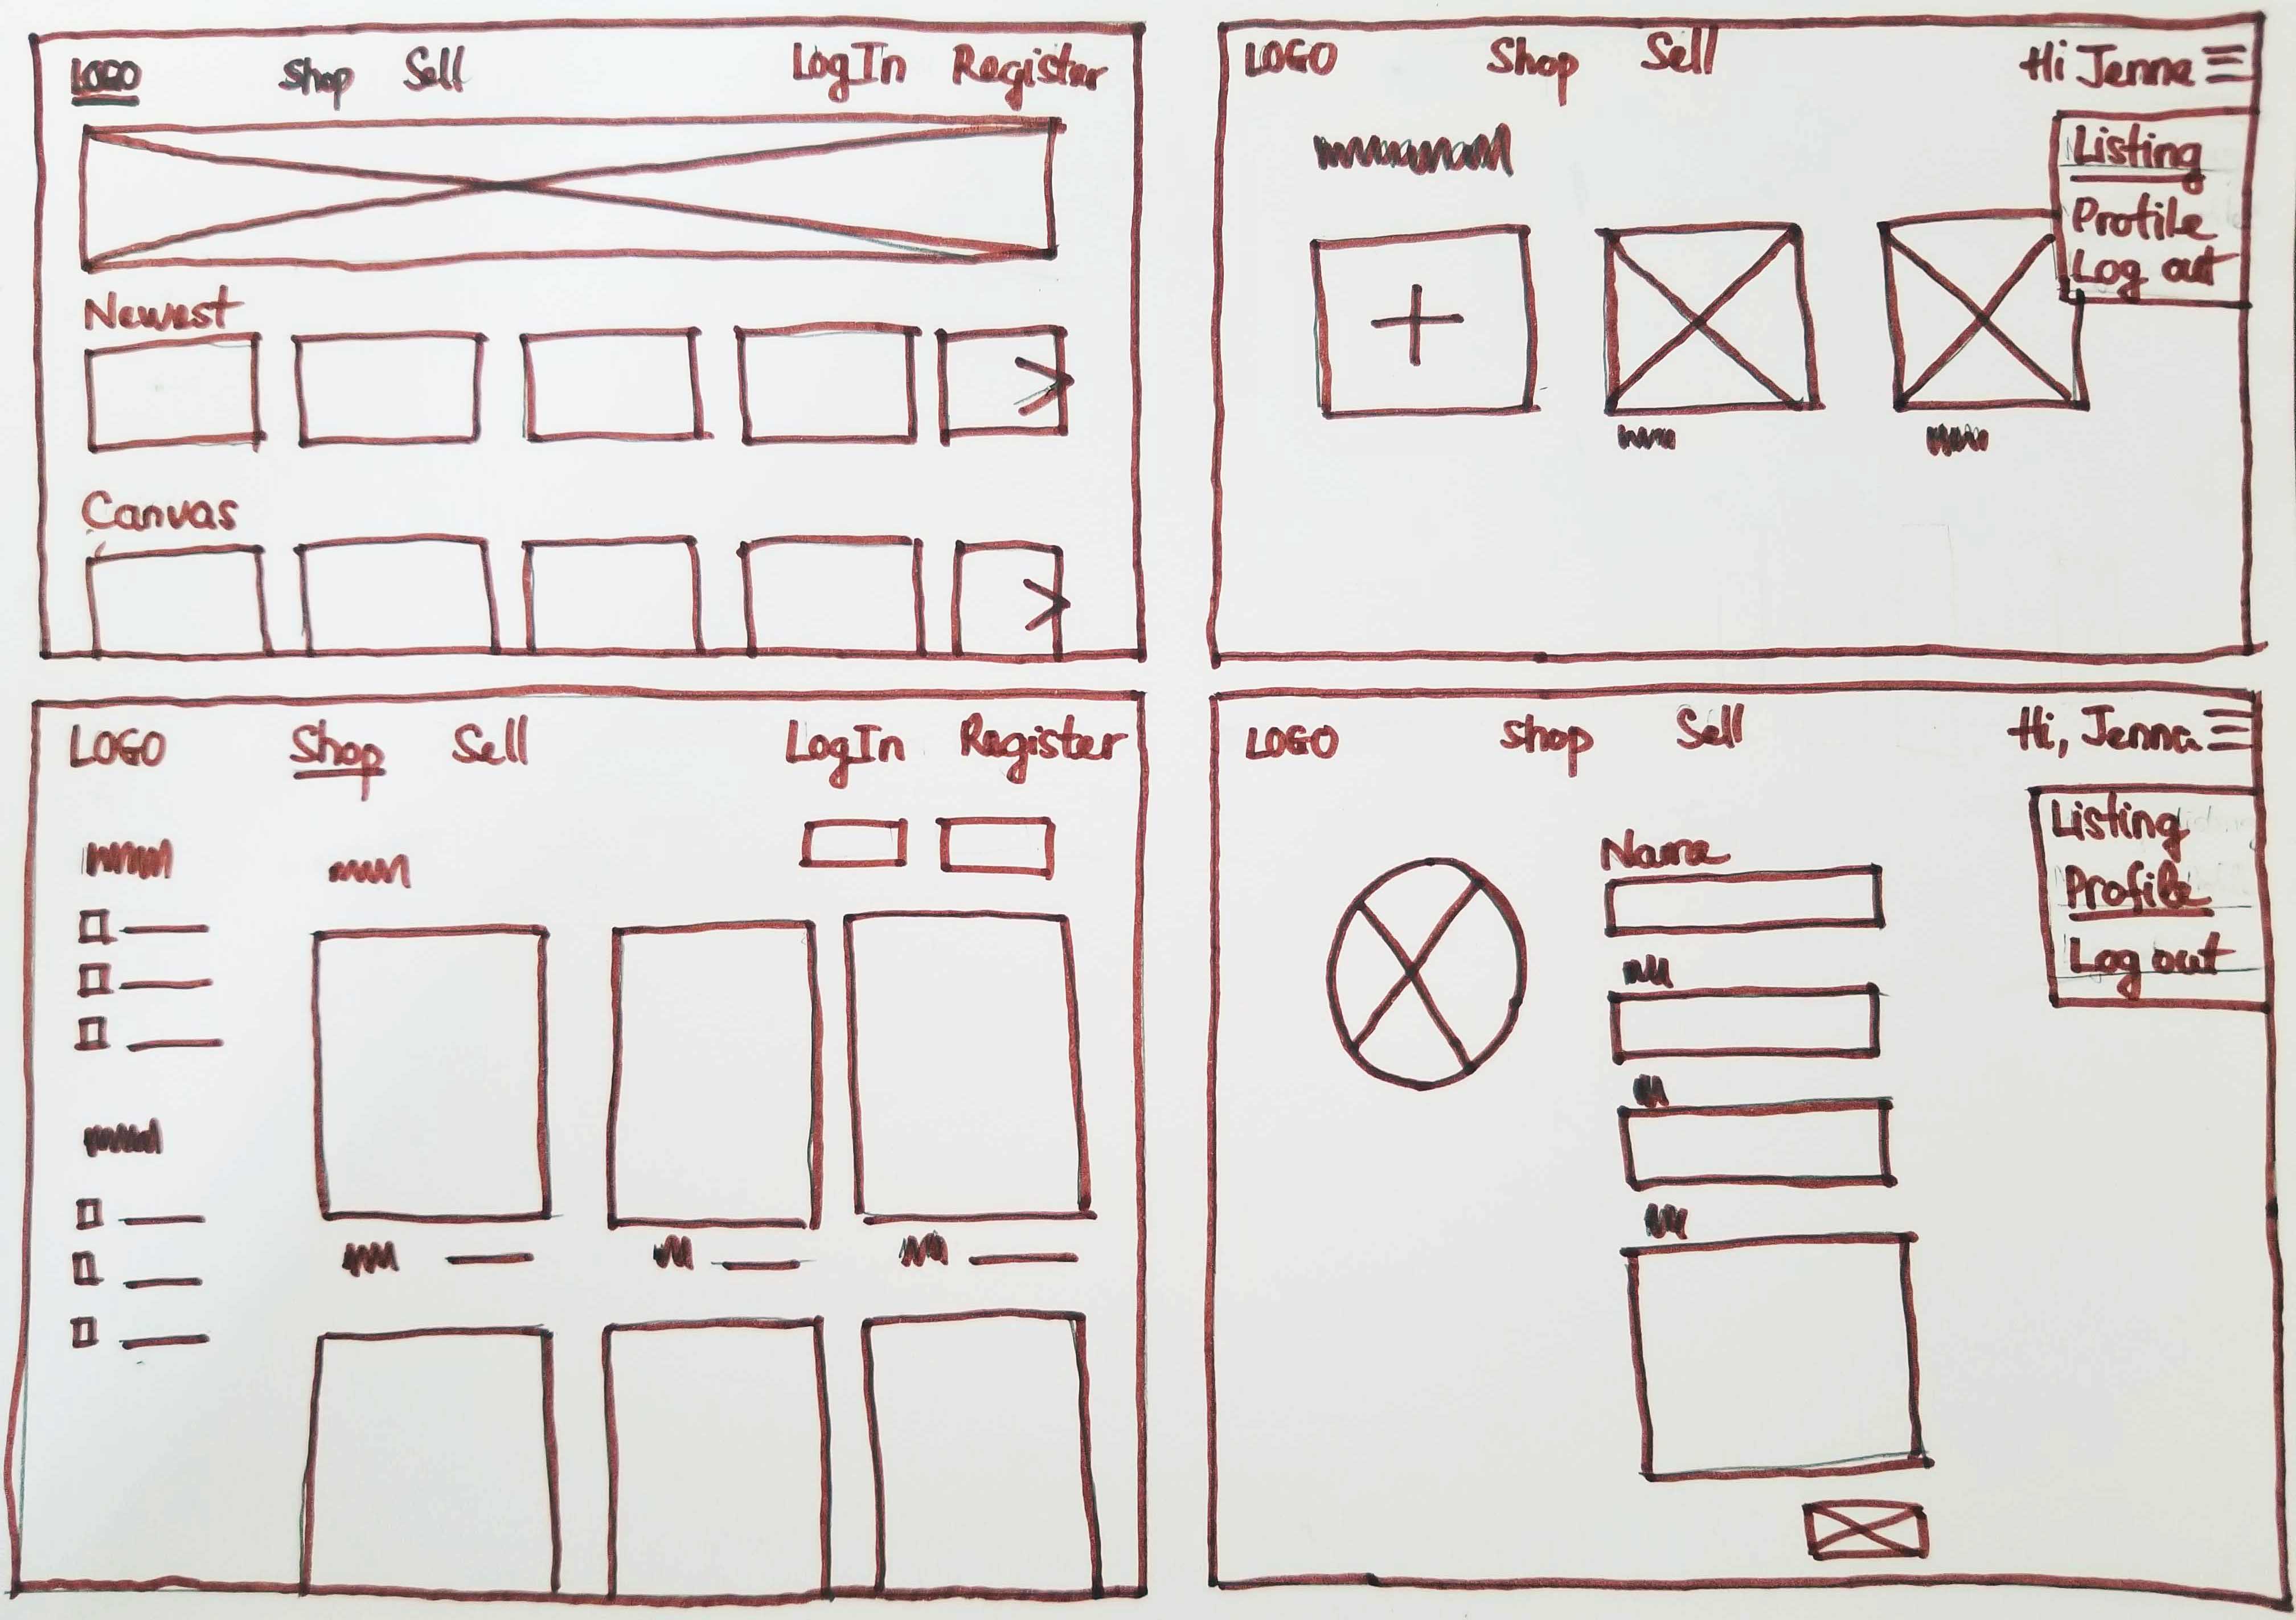 LOGO Shop Sell LogIn Register
Newest
Canvas
LOGO Shop Sell Hi Jenna
Listing
Profile
Log out
LOGO Shop Sell LogIn Register
LOGO Shop Sell Hi, Jenna
Listing
Profile
Log out
Name